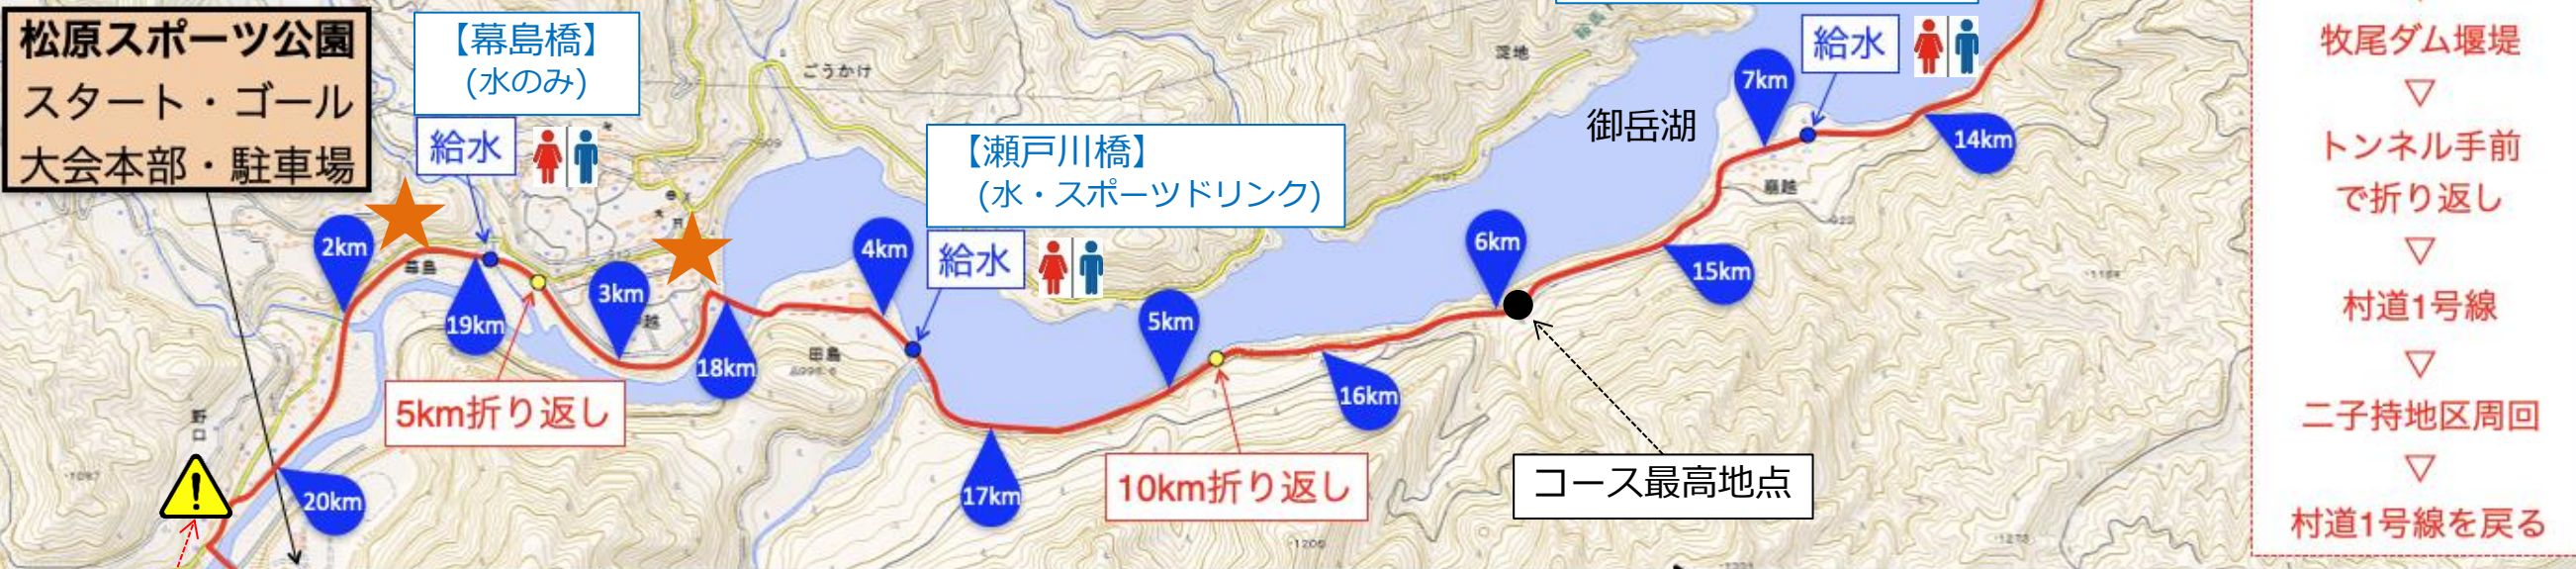 松原スポーツ公園
スタート・ゴール
大会本部・駐車場
【幕島橋】
(水のみ)
給水
【瀬戸川橋】
(水・スポーツドリンク)
給水
給水
ごうかけ
淀地
御岳湖
2km
幕島
19km
3km
18km
5km折り返し
田島
4km
17km
5km
10km折り返し
16km
6km
コース最高地点
15km
7km
14km
野口
20km
牧尾ダム堰堤
▽
トンネル手前
で折り返し
▽
村道1号線
▽
二子持地区周回
▽
村道1号線を戻る